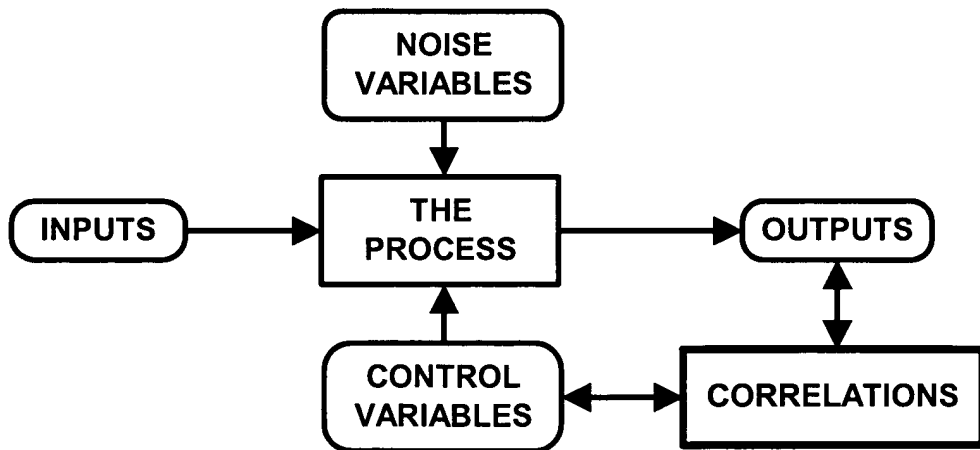 NOISE
VARIABLES
INPUTS
THE
PROCESS
OUTPUTS
CONTROL
VARIABLES
CORRELATIONS